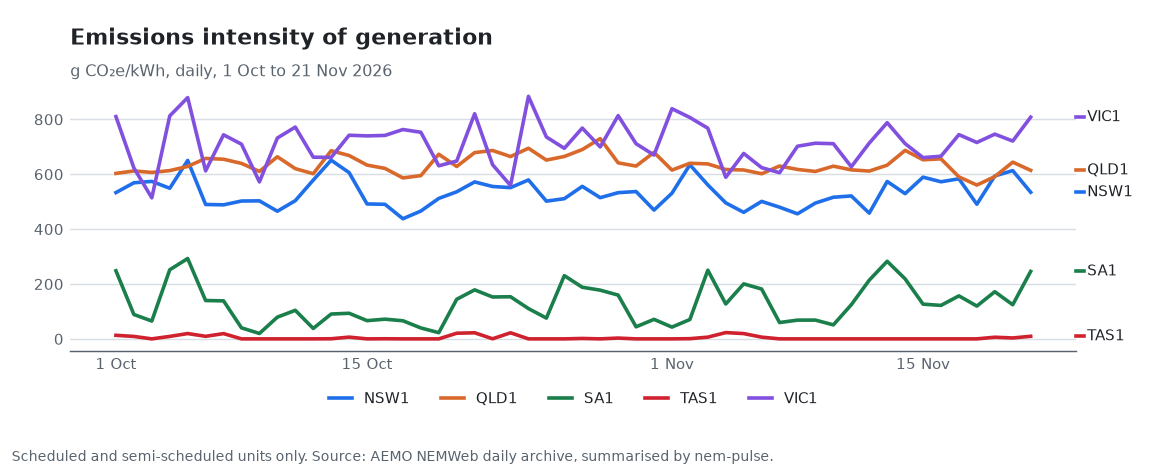 Emissions intensity of generation
g CO₂e/kWh, daily, 1 Oct to 21 Nov 2026
800
600
400
200
0
VIC1
QLD1
NSW1
SA1
TAS1
1 Oct 15 Oct 1 Nov 15 Nov
NSW1 QLD1 SA1 TAS1 VIC1
Scheduled and semi-scheduled units only. Source: AEMO NEMWeb daily archive, summarised by nem-pulse.